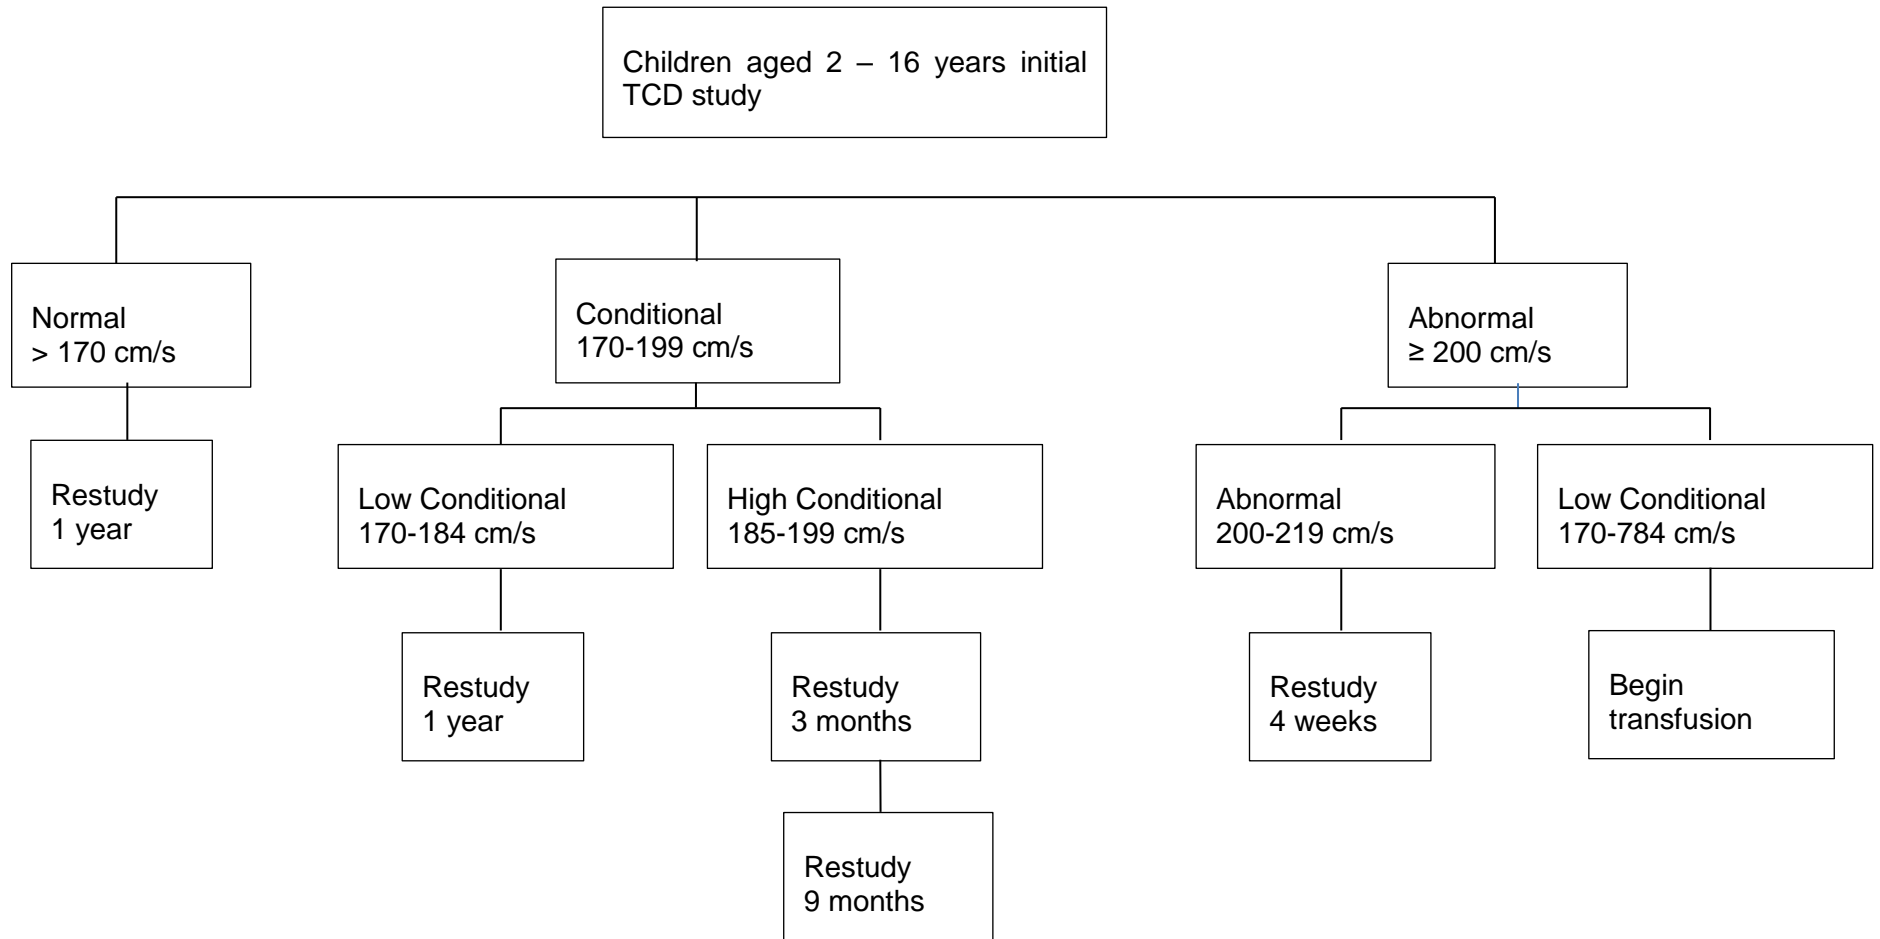 Children aged 2 – 16 years initial
TCD study
Normal
> 170 cm/s
Conditional
170-199 cm/s
Abnormal
≥ 200 cm/s
Restudy
1 year
Low Conditional
170-184 cm/s
High Conditional
185-199 cm/s
Abnormal
200-219 cm/s
Low Conditional
170-784 cm/s
Restudy
1 year
Restudy
3 months
Restudy
4 weeks
Begin
transfusion
Restudy
9 months